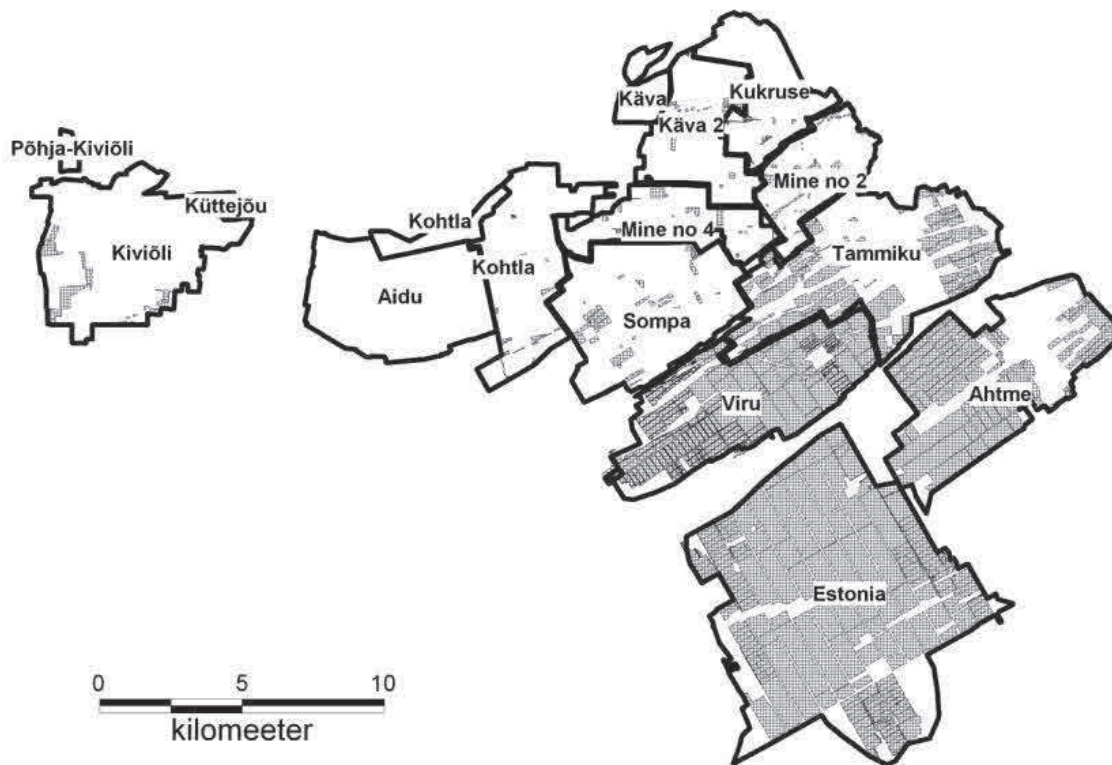 Käva
Kukruse
Käva 2
Põhja-Kiviõli
Mine no 2
Küttejõu
Kohtla
Mine no 4
Kiviõli
Tammiku
Kohtla
Aidu
Sompa
Ahtme
Viru
Estonia
0 5 10
kilomeeter